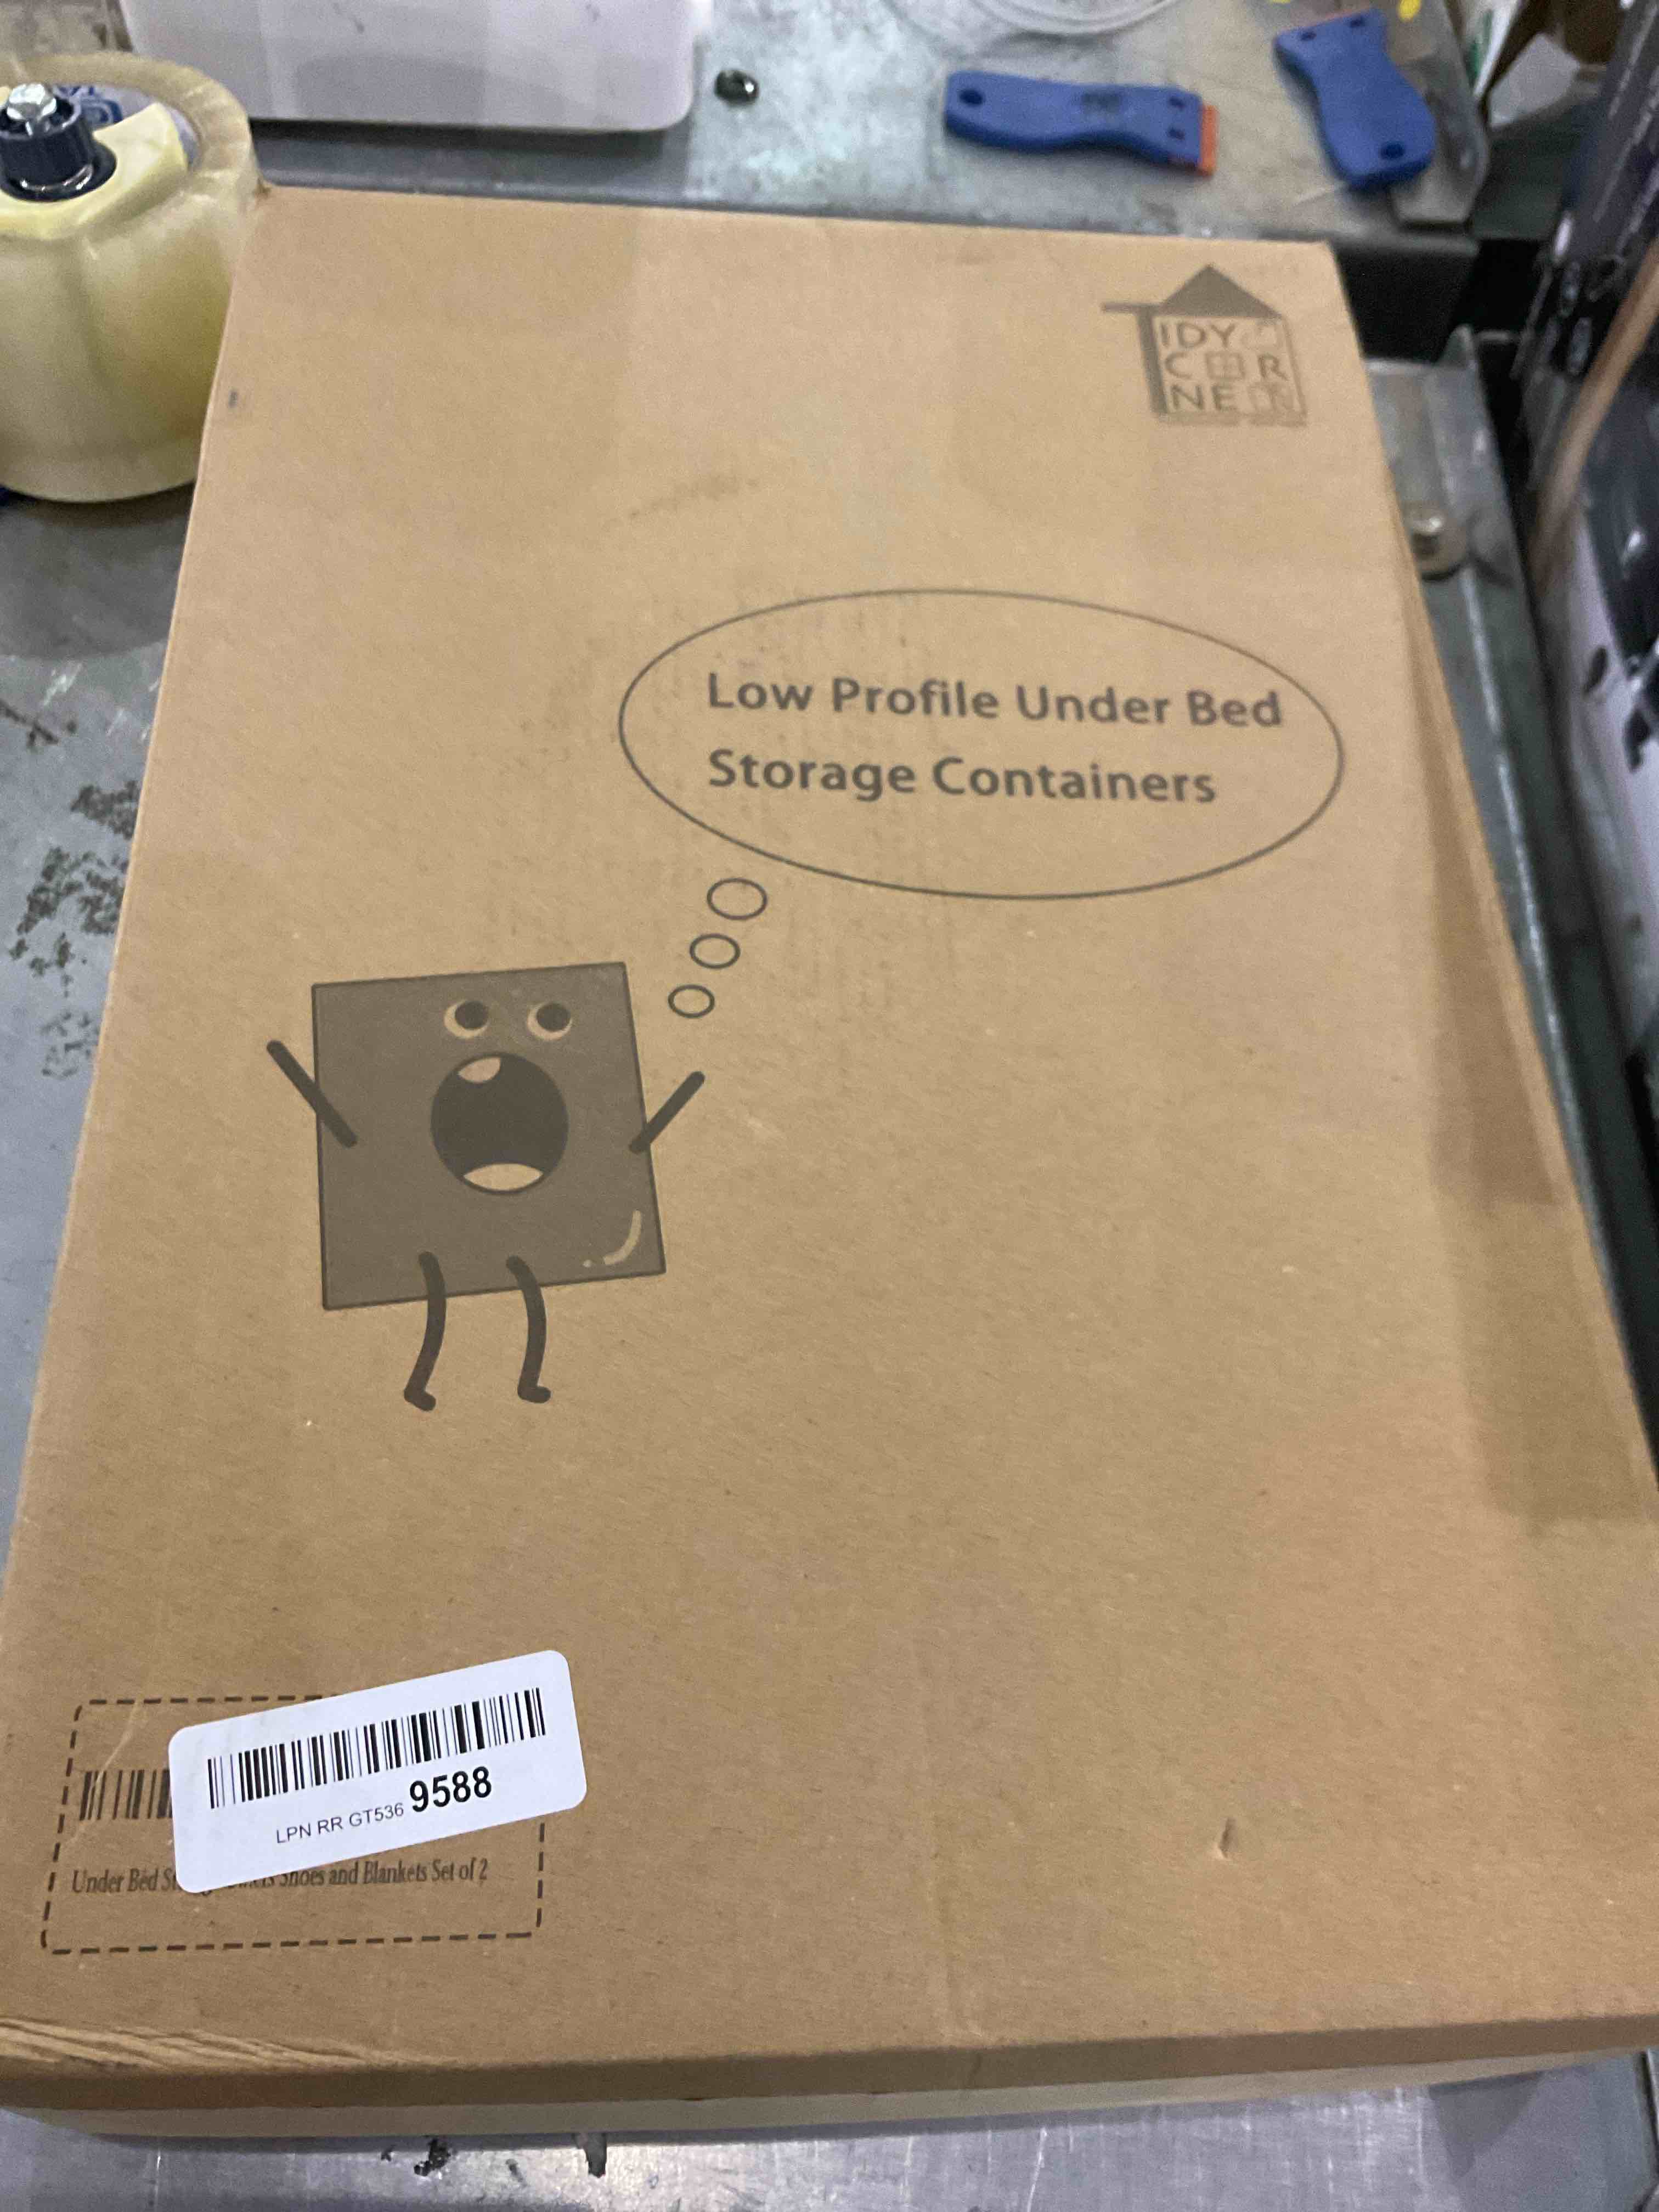 IDY
C R
NE
Low Profile Under Bed
Storage Containers
LPN RR GT536 9588
Under Bed Shoes and Blankets Set of 2